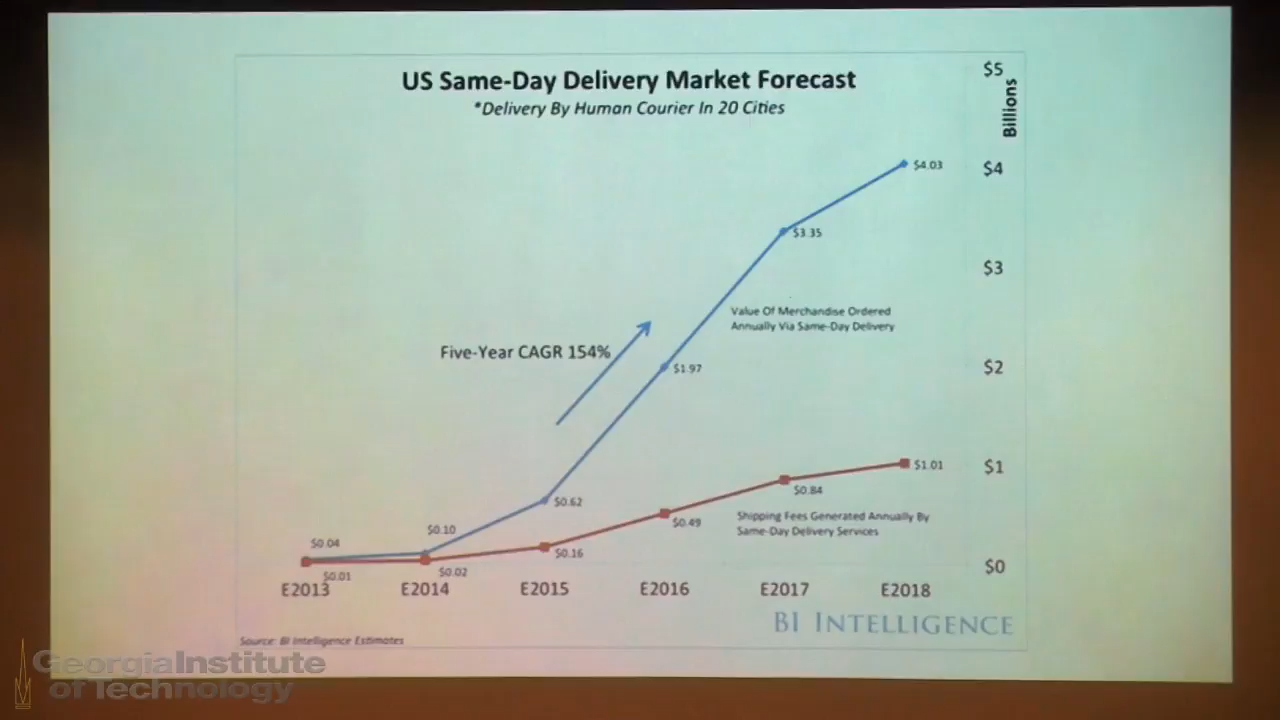 US Same-Day Delivery Market Forecast
*Delivery By Human Courier In 20 Cities
$5
Billions
$4
$3
$2
$1
$0
$4.03
$3.35
Value Of Merchandise Ordered
Annually Via Same-Day Delivery
Five-Year CAGR 154%
$1.97
$0.62
$0.10
$0.04
$1.01
$0.84
$0.49
$0.16
$0.02
$0.01
Shipping Fees Generated Annually By
Same-Day Delivery Services
E2013
E2014
E2015
E2016
E2017
E2018
BI INTELLIGENCE
Source: BI Intelligence Estimates
GeorgiaInstitute
of Technology